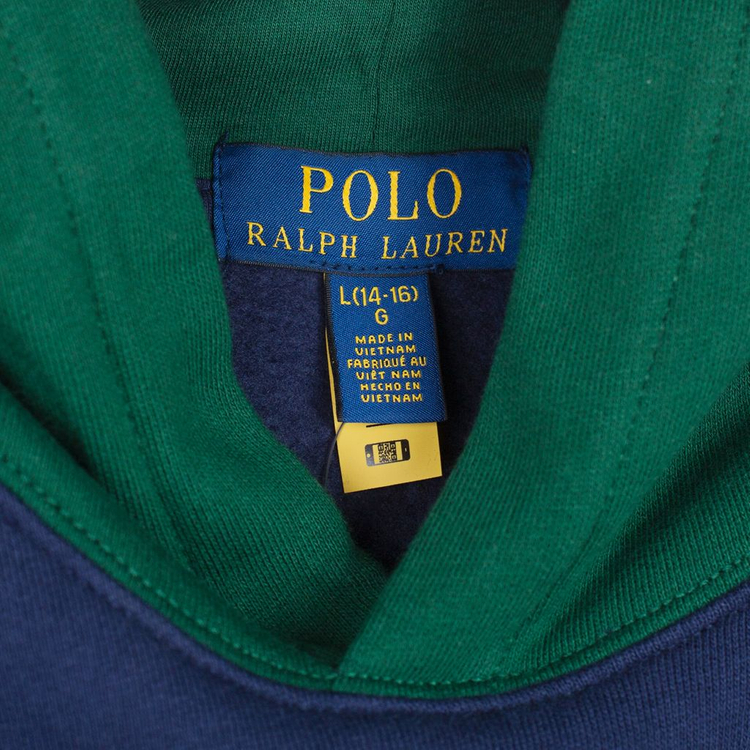 POLO
RALPH LAUREN
L(14-16)
G
MADE IN
VIETNAM
FABRIQUÉ AU
VIÊT NAM
HECHO EN
VIETNAM